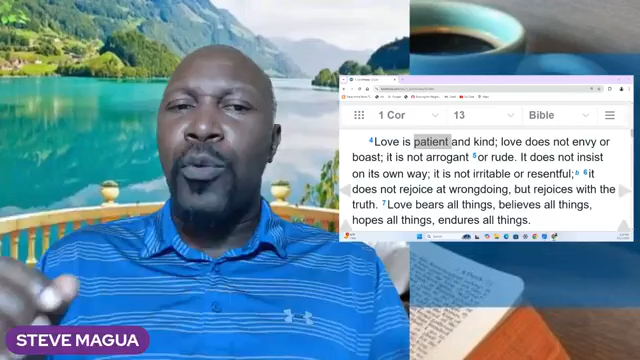 1 Cor
13
Bible
4Love is patient and kind; love does not envy or
boast; it is not arrogant 5or rude. It does not insist
on its own way; it is not irritable or resentful;b 6it
does not rejoice at wrongdoing, but rejoices with the
truth. 7Love bears all things, believes all things,
hopes all things, endures all things.
STEVE MAGUA